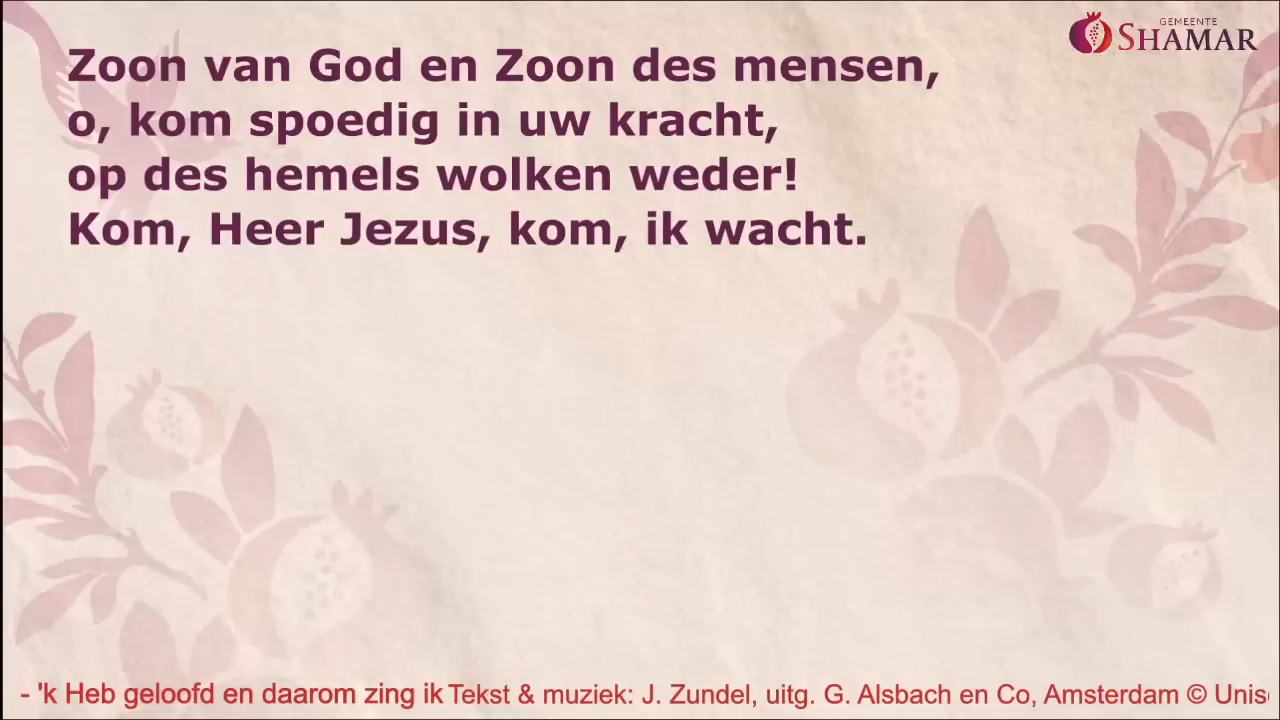 GEMEENTE
SHAMAR
Zoon van God en Zoon des mensen,
o, kom spoedig in uw kracht,
op des hemels wolken weder!
Kom, Heer Jezus, kom, ik wacht.
- 'k Heb geloofd en daarom zing ik Tekst & muziek: J. Zundel, uitg. G. Alsbach en Co, Amsterdam ©